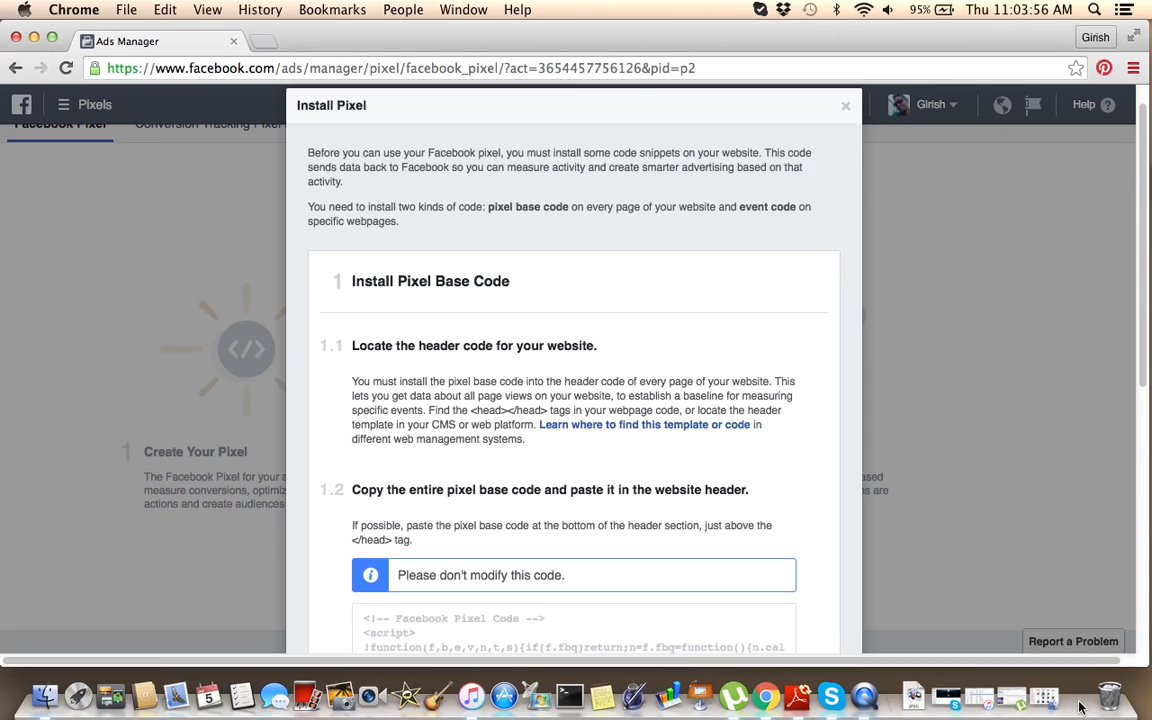 Chrome File Edit View History Bookmarks People Window Help 95% Thu 11:03:56 AM
Ads Manager Girish
https://www.facebook.com/ads/manager/pixel/facebook_pixel/?act=3654457756126&pid=p2
Pixels Install Pixel Girish Help
Facebook Pixel Conversion Tracking Pixel
Before you can use your Facebook pixel, you must install some code snippets on your website. This code
sends data back to Facebook so you can measure activity and create smarter advertising based on that
activity.
You need to install two kinds of code: pixel base code on every page of your website and event code on
specific webpages.
1 Install Pixel Base Code
1.1 Locate the header code for your website.
You must install the pixel base code into the header code of every page of your website. This
lets you get data about all page views on your website, to establish a baseline for measuring
specific events. Find the <head></head> tags in your webpage code, or locate the header
template in your CMS or web platform. Learn where to find this template or code in
different web management systems.
1 Create Your Pixel
The Facebook Pixel for your a
measure conversions, optimiz
actions and create audiences
ased
ns are
1.2 Copy the entire pixel base code and paste it in the website header.
If possible, paste the pixel base code at the bottom of the header section, just above the
</head> tag.
Please don't modify this code.
<!-- Facebook Pixel Code -->
<script>
!function(f,b,e,v,n,t,s){if(f.fbq)return;n=f.fbq=function(){n.cal
Report a Problem